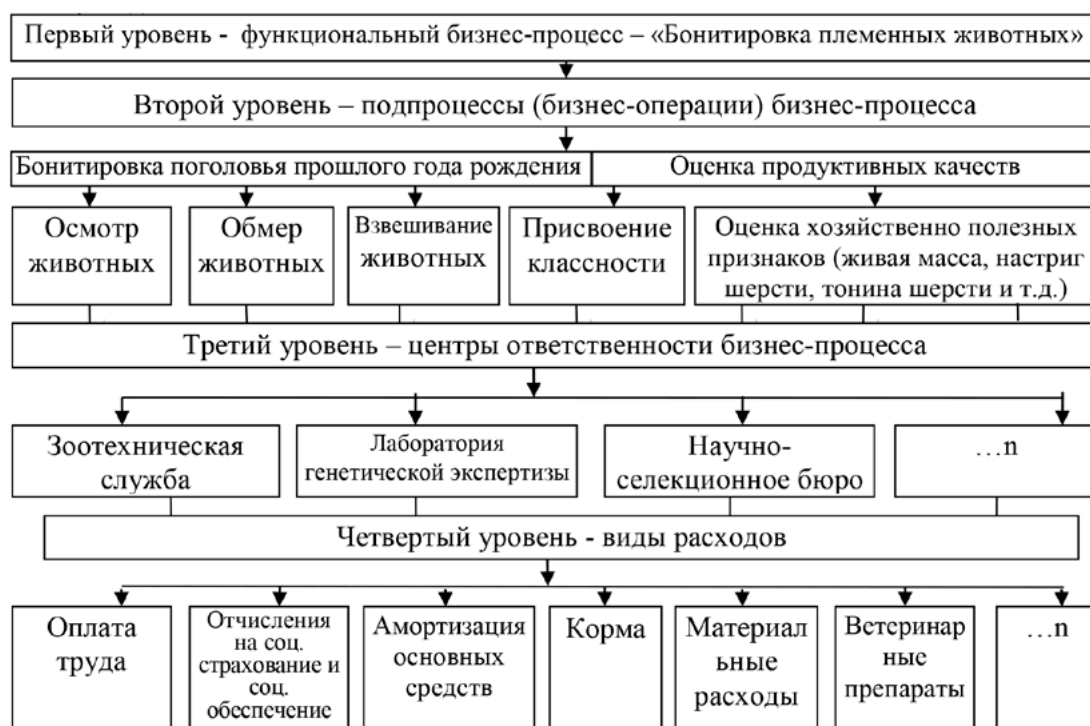 Первый уровень - функциональный бизнес-процесс – «Бонитировка племенных животных»
Второй уровень – подпроцессы (бизнес-операции) бизнес-процесса
Бонитировка поголовья прошлого года рождения
Оценка продуктивных качеств
Осмотр
животных
Обмер
животных
Взвешивание
животных
Присвоение
классности
Оценка хозяйственно полезных
признаков (живая масса, настриг
шерсти, тонина шерсти и т.д.)
Третий уровень – центры ответственности бизнес-процесса
Зоотехническая
служба
Лаборатория
генетической экспертизы
Научно-
селекционное бюро
…n
Четвертый уровень - виды расходов
Оплата
труда
Отчисления
на соц.
страхование и
соц.
обеспечение
Амортизация
основных
средств
Корма
Материал
ьные
расходы
Ветеринар
ные
препараты
…n